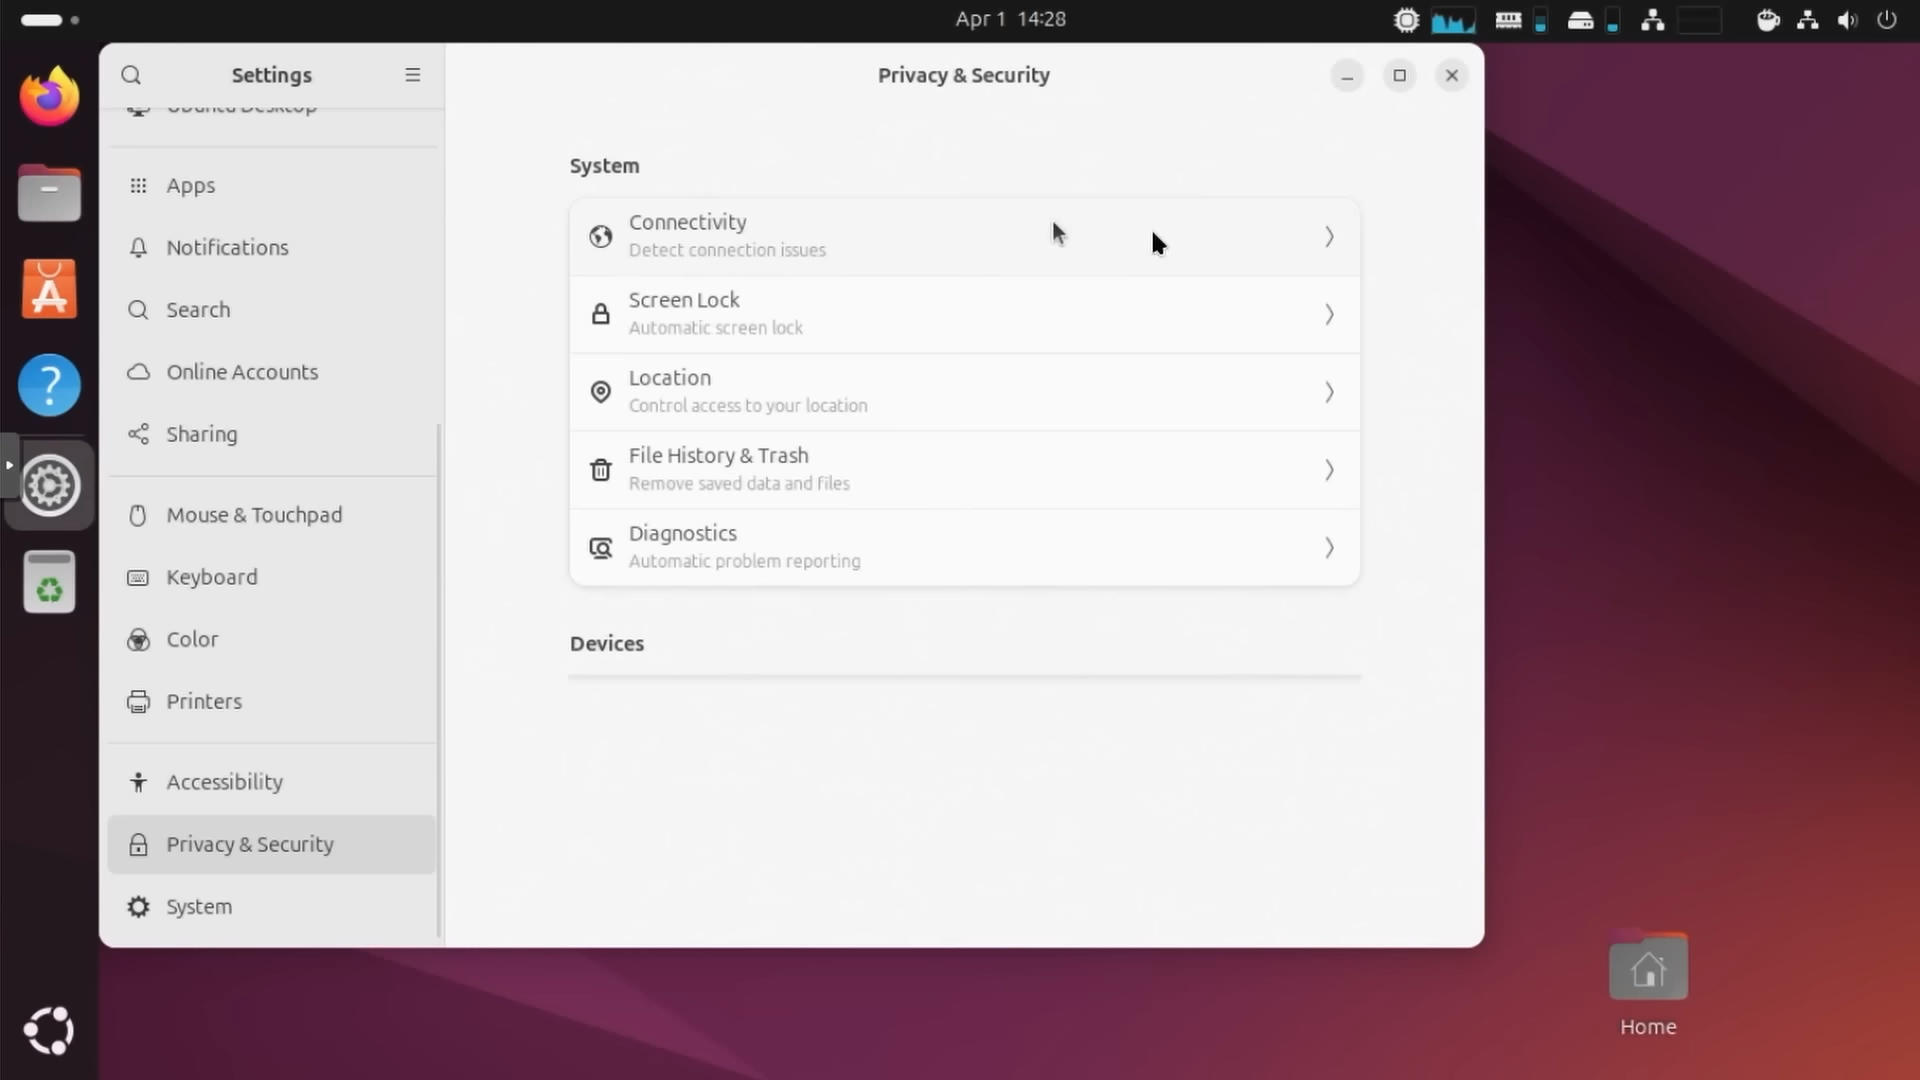 Apr 1 14:28
Settings
Privacy & Security
Ubuntu Desktop
Apps
Notifications
Search
Online Accounts
Sharing
Mouse & Touchpad
Keyboard
Color
Printers
Accessibility
Privacy & Security
System
System
Connectivity
Detect connection issues
Screen Lock
Automatic screen lock
Location
Control access to your location
File History & Trash
Remove saved data and files
Diagnostics
Automatic problem reporting
Devices
Home